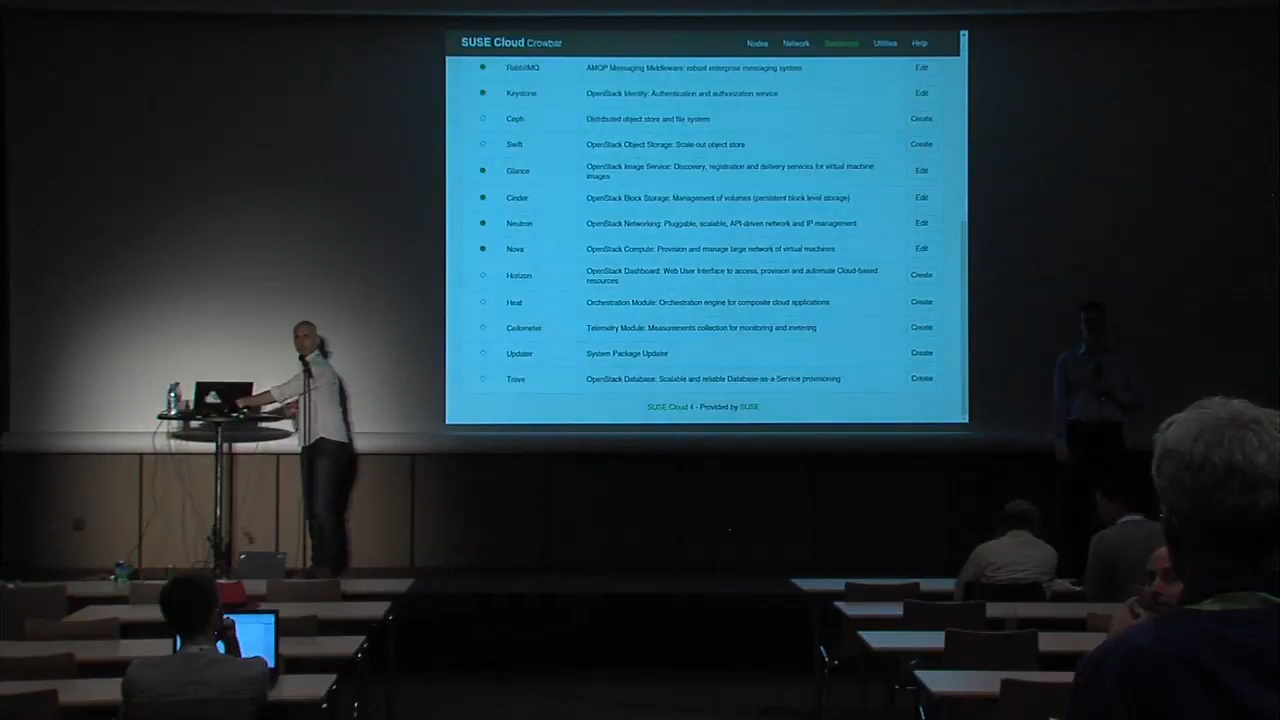 SUSE Cloud Crowbar Nodes Network Barclamps Utilities Help
RabbitMQ AMQP Messaging Middleware: robust enterprise messaging system Edit
Keystone OpenStack Identity: Authentication and authorization service Edit
Ceph Distributed object store and file system Create
Swift OpenStack Object Storage: Scale-out object store Create
Glance OpenStack Image Service: Discovery, registration and delivery services for virtual machine
images Edit
Cinder OpenStack Block Storage: Management of volumes (persistent block level storage) Edit
Neutron OpenStack Networking: Pluggable, scalable, API-driven network and IP management Edit
Nova OpenStack Compute: Provision and manage large network of virtual machines Edit
Horizon OpenStack Dashboard: Web User Interface to access, provision and automate Cloud-based
resources Create
Heat Orchestration Module: Orchestration engine for composite cloud applications Create
Ceilometer Telemetry Module: Measurements collection for monitoring and metering Create
Updater System Package Updater Create
Trove OpenStack Database: Scalable and reliable Database-as-a-Service provisioning Create
SUSE Cloud 4 - Provided by SUSE